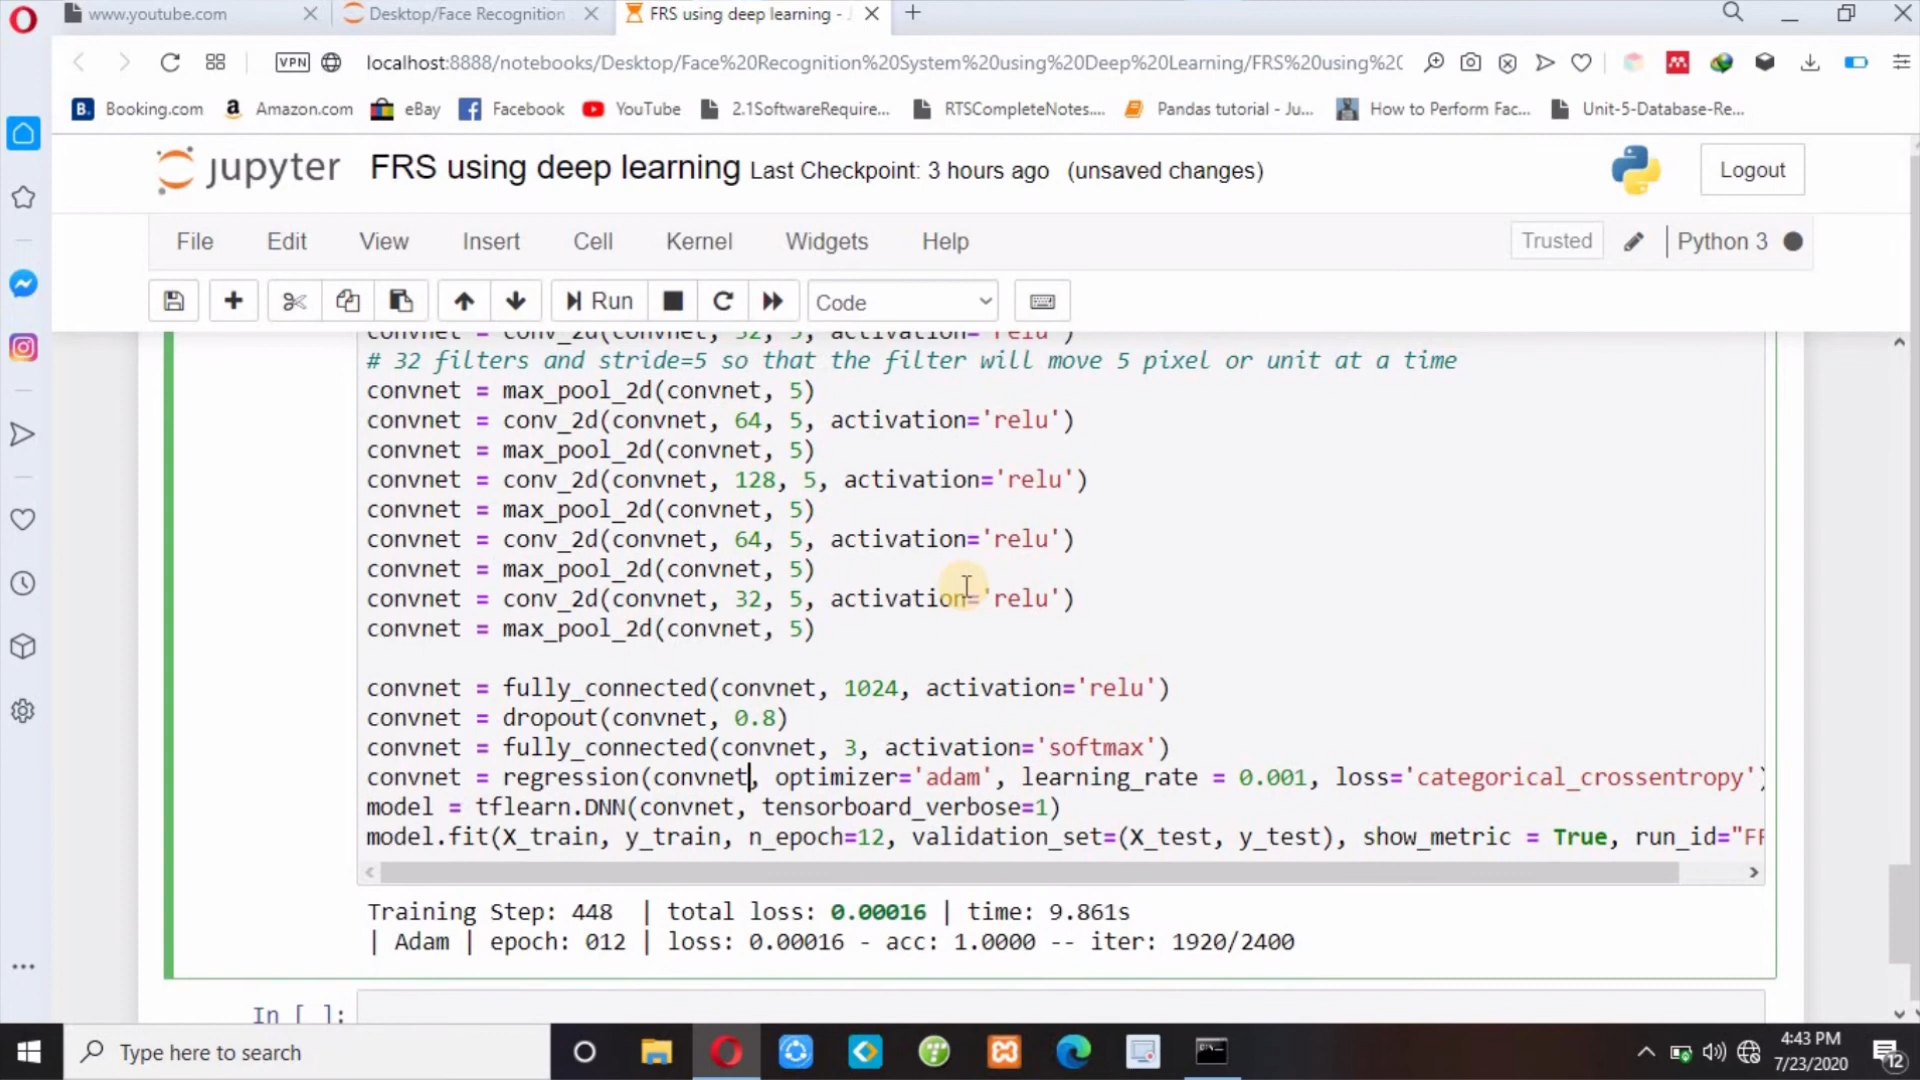 www.youtube.com
Desktop/Face Recognition
FRS using deep learning - J
VPN
localhost:8888/notebooks/Desktop/Face%20Recognition%20System%20using%20Deep%20Learning/FRS%20using%20
Booking.com
Amazon.com
eBay
Facebook
YouTube
2.1SoftwareRequire...
RTSCompleteNotes....
Pandas tutorial - Ju...
How to Perform Fac...
Unit-5-Database-Re...
jupyter FRS using deep learning Last Checkpoint: 3 hours ago (unsaved changes)
Logout
File Edit View Insert Cell Kernel Widgets Help
Trusted
Python 3
Run
Code
convnet = conv_2d(convnet, 32, 5, activation='relu')
# 32 filters and stride=5 so that the filter will move 5 pixel or unit at a time
convnet = max_pool_2d(convnet, 5)
convnet = conv_2d(convnet, 64, 5, activation='relu')
convnet = max_pool_2d(convnet, 5)
convnet = conv_2d(convnet, 128, 5, activation='relu')
convnet = max_pool_2d(convnet, 5)
convnet = conv_2d(convnet, 64, 5, activation='relu')
convnet = max_pool_2d(convnet, 5)
convnet = conv_2d(convnet, 32, 5, activation='relu')
convnet = max_pool_2d(convnet, 5)
convnet = fully_connected(convnet, 1024, activation='relu')
convnet = dropout(convnet, 0.8)
convnet = fully_connected(convnet, 3, activation='softmax')
convnet = regression(convnet, optimizer='adam', learning_rate = 0.001, loss='categorical_crossentropy')
model = tflearn.DNN(convnet, tensorboard_verbose=1)
model.fit(X_train, y_train, n_epoch=12, validation_set=(X_test, y_test), show_metric = True, run_id="FR
Training Step: 448 | total loss: 0.00016 | time: 9.861s
| Adam | epoch: 012 | loss: 0.00016 - acc: 1.0000 -- iter: 1920/2400
In [ ]:
Type here to search
4:43 PM
7/23/2020
12